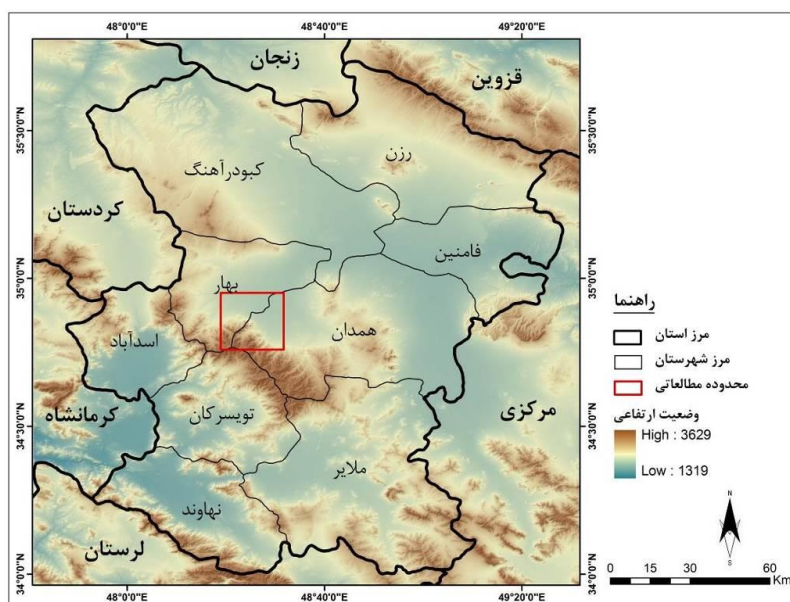 48°0'0"E
48°40'0"E
49°20'0"E
زنجان
قزوین
35°30'0"N
35°30'0"N
رزن
کبودرآهنگ
کردستان
فامنین
35°0'0"N
35°0'0"N
بهار
همدان
اسدآباد
تویسرکان
کرمانشاه
مرکزی
34°30'0"N
34°30'0"N
ملایر
نهاوند
لرستان
34°0'0"N
34°0'0"N
48°0'0"E
48°40'0"E
49°20'0"E
راهنما
مرز استان
مرز شهرستان
محدوده مطالعاتی
وضعیت ارتفاعی
High : 3629
Low : 1319
N
S
0 15 30 45 60
Km